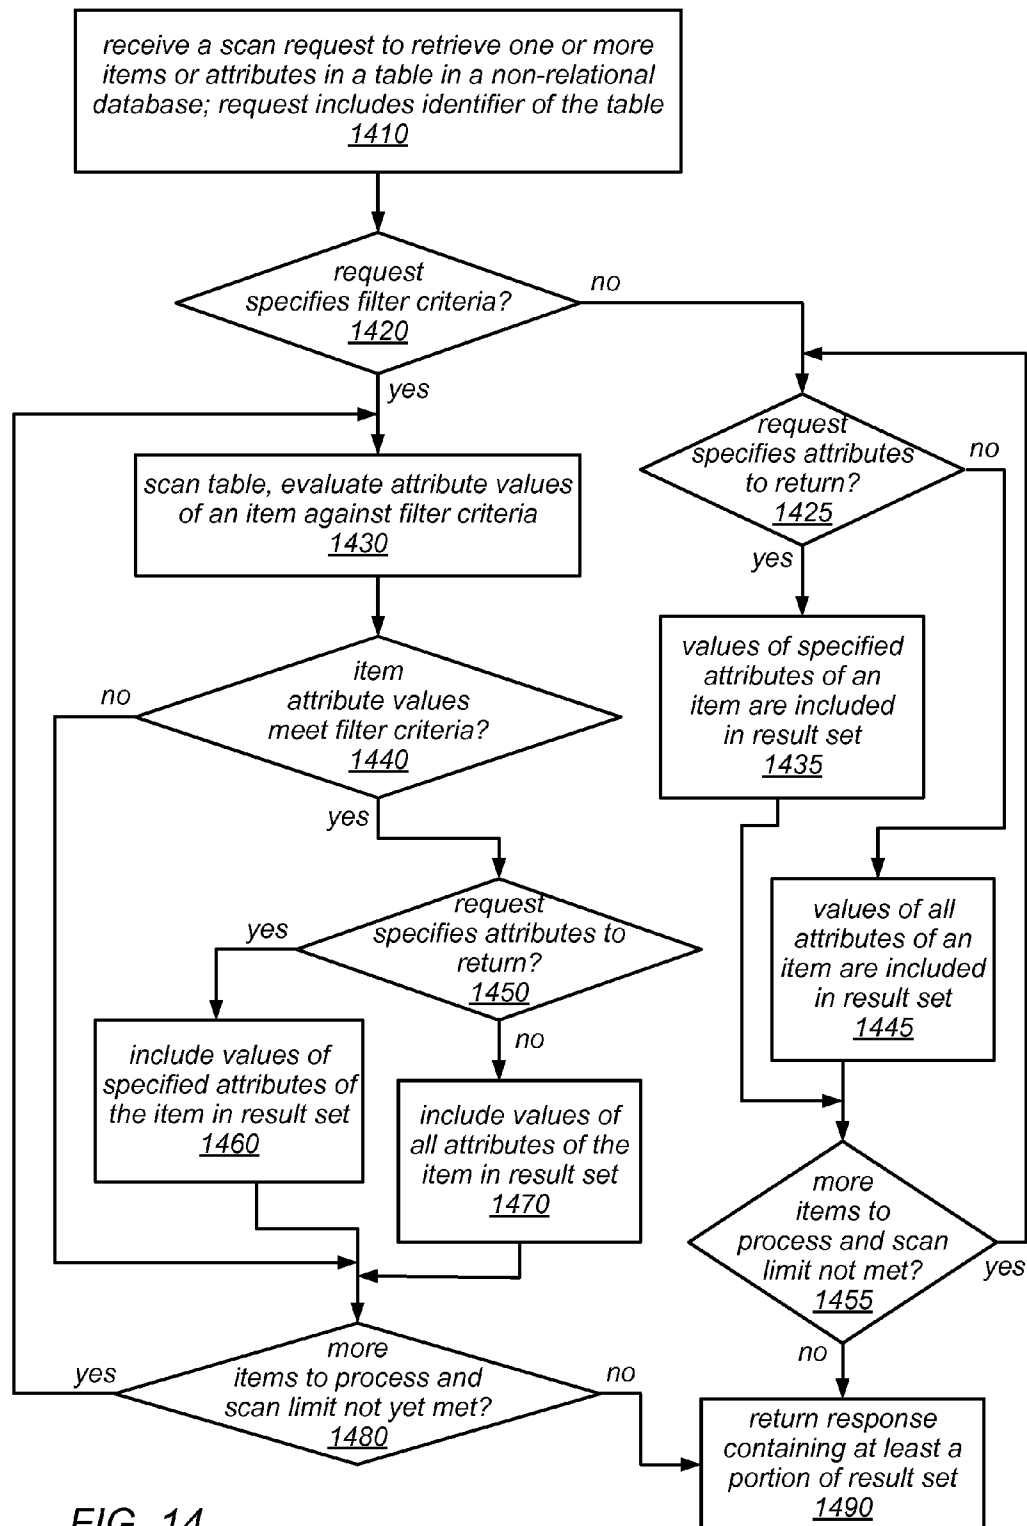 receive a scan request to retrieve one or more
items or attributes in a table in a non-relational
database; request includes identifier of the table
1410
request
specifies filter criteria?
1420
no
yes
request
specifies attributes
to return?
1425
no
yes
scan table, evaluate attribute values
of an item against filter criteria
1430
values of specified
attributes of an
item are included
in result set
1435
item
attribute values
meet filter criteria?
1440
no
yes
values of all
attributes of an
item are included
in result set
1445
request
specifies attributes to
return?
1450
yes
no
include values of
specified attributes of
the item in result set
1460
include values of
all attributes of the
item in result set
1470
more
items to
process and scan
limit not met?
1455
yes
no
more
items to process and
scan limit not yet met?
1480
yes
no
return response
containing at least a
portion of result set
1490
FIG. 14